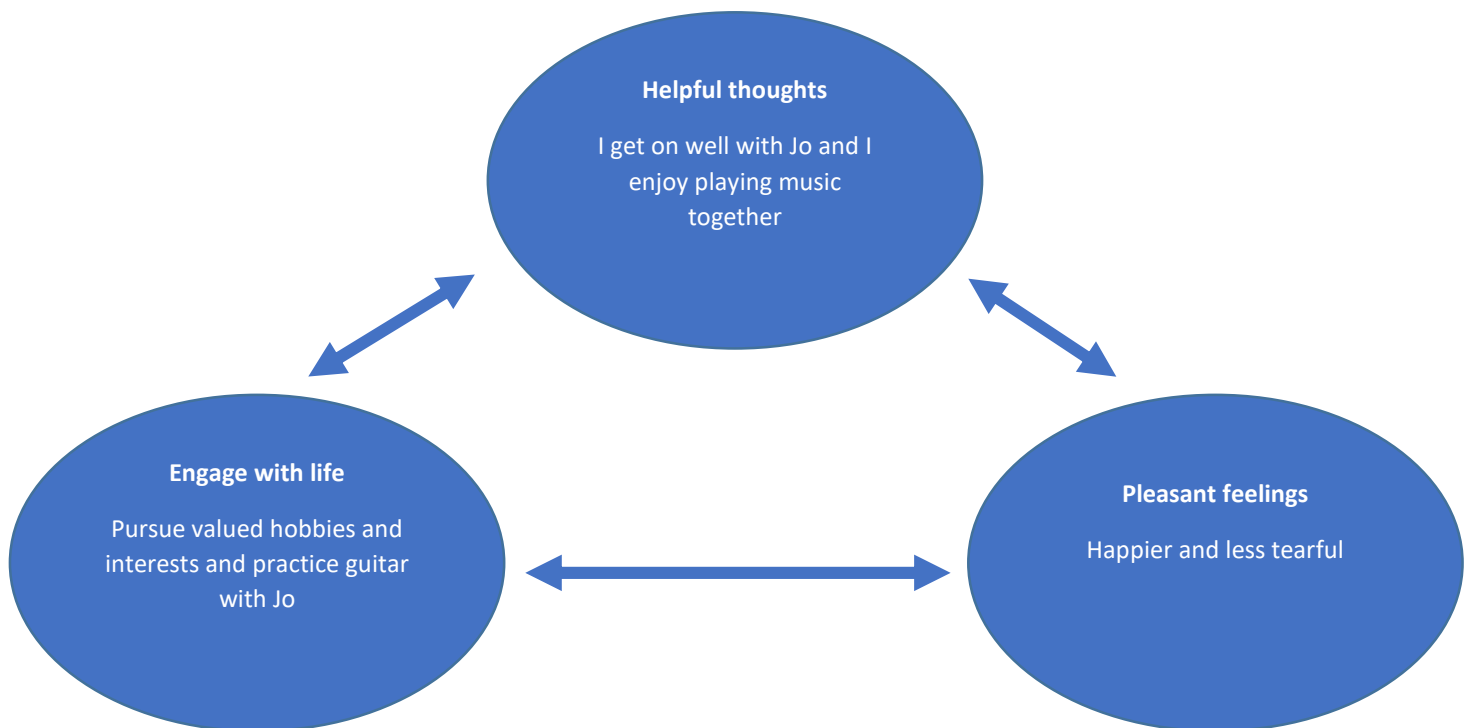 Helpful thoughts
I get on well with Jo and I
enjoy playing music
together
Engage with life
Pursue valued hobbies and
interests and practice guitar
with Jo
Pleasant feelings
Happier and less tearful